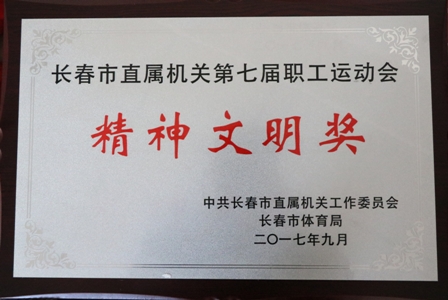 长春市直属机关第七届职工运动会
精神文明奖
中共长春市直属机关工作委员会
长春市体育局
二〇一七年九月